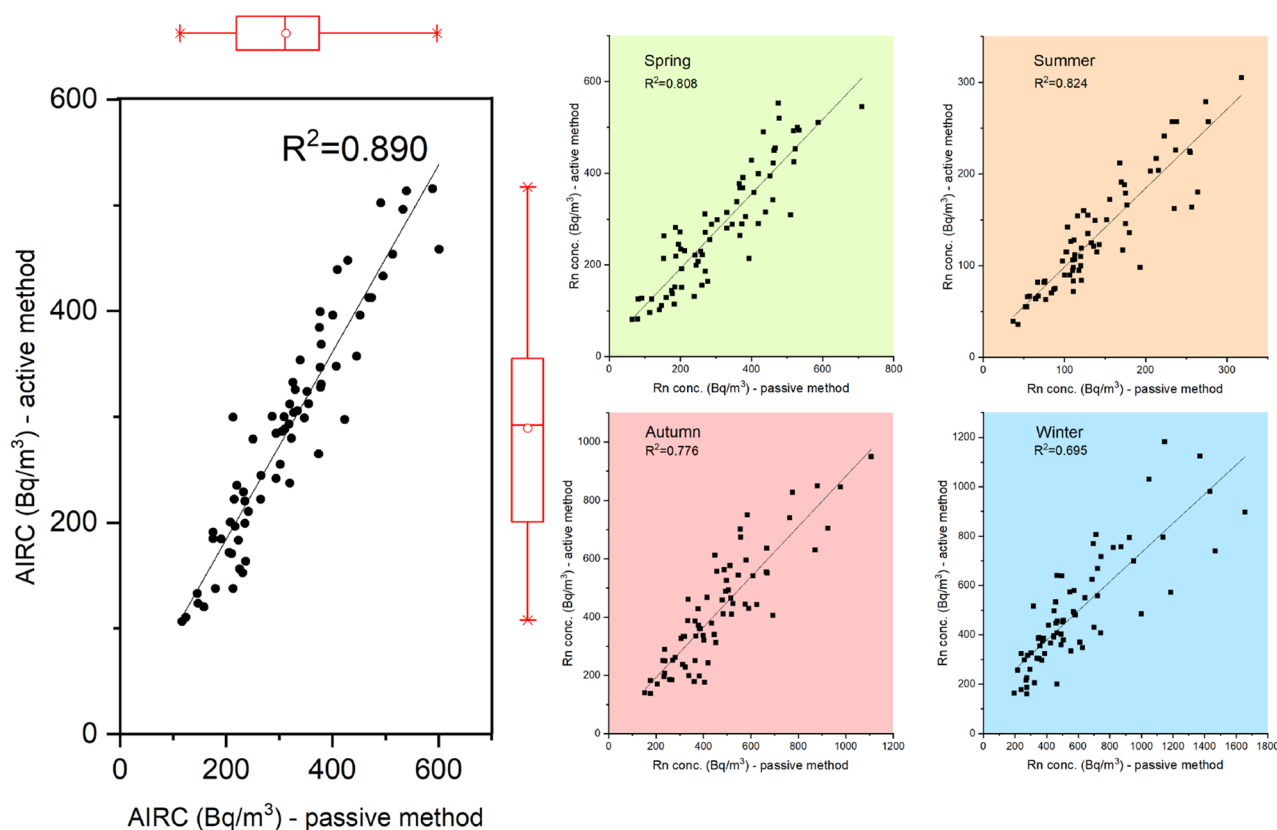 R²=0.890
600
400
200
0
0 200 400 600
AIRC (Bq/m³) - active method
AIRC (Bq/m³) - passive method
Spring
R²=0.808
600
400
200
0
0 200 400 600 800
Rn conc. (Bq/m³) - active method
Rn conc. (Bq/m³) - passive method
Summer
R²=0.824
300
200
100
0
0 100 200 300
Rn conc. (Bq/m³) - active method
Rn conc. (Bq/m³) - passive method
Autumn
R²=0.776
1000
800
600
400
200
0
0 200 400 600 800 1000 1200
Rn conc. (Bq/m³) - active method
Rn conc. (Bq/m³) - passive method
Winter
R²=0.695
1200
1000
800
600
400
200
0
0 200 400 600 800 1000 1200 1400 1600 1800
Rn conc. (Bq/m³) - active method
Rn conc. (Bq/m³) - passive method